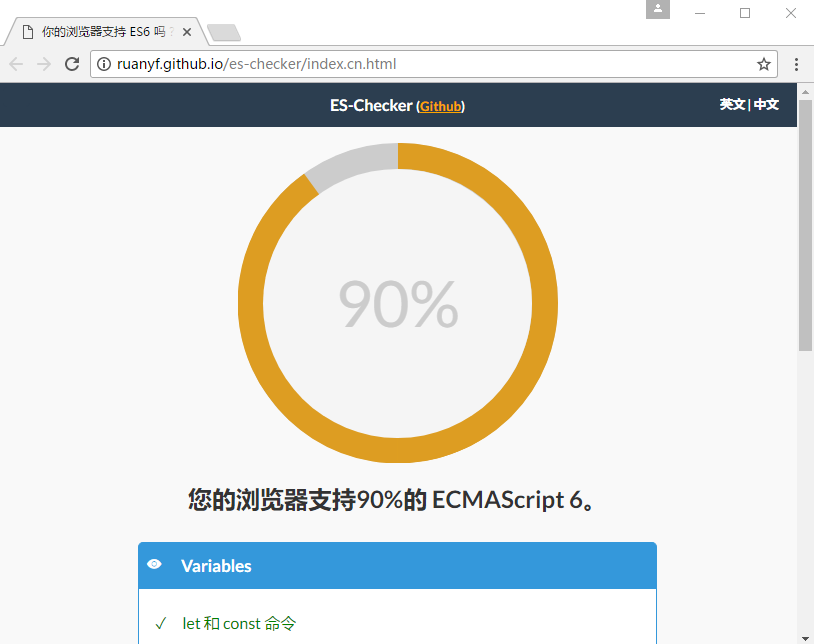 你的浏览器支持 ES6 吗？
ruanyf.github.io/es-checker/index.cn.html
ES-Checker (Github)
英文 | 中文
90%
您的浏览器支持90%的 ECMAScript 6。
Variables
✓ let 和 const 命令